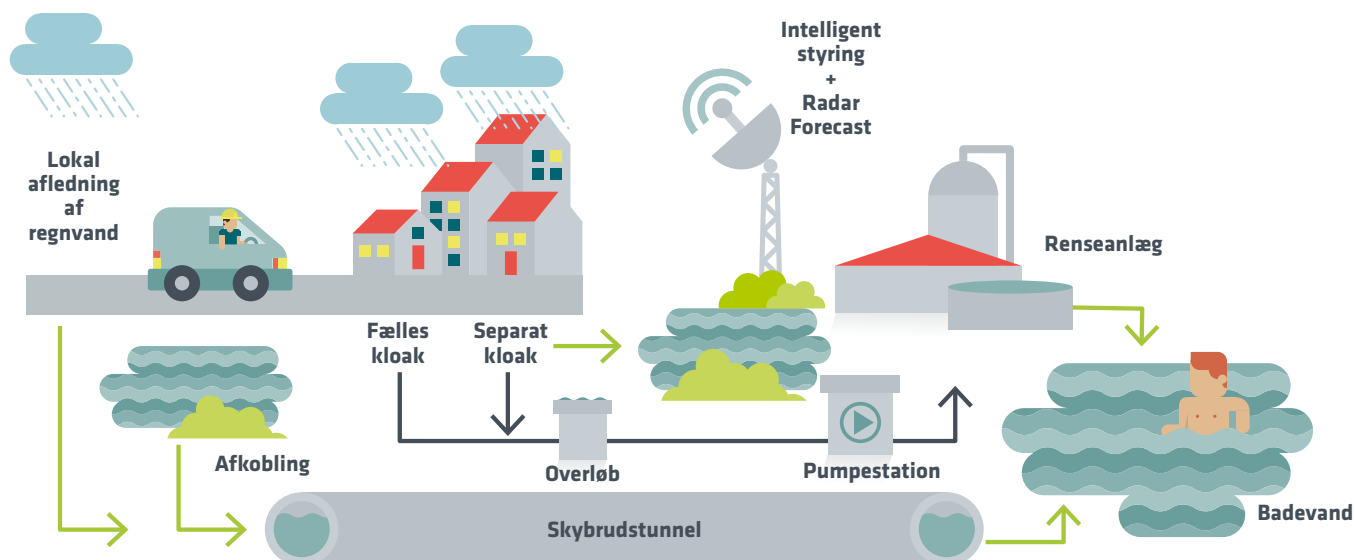 Intelligent
styring
+
Radar
Forecast
Lokal
afledning
af
regnvand
Renseanlæg
Fælles
kloak
Separat
kloak
Afkobling
Overløb
Pumpestation
Badevand
Skybrudstunnel